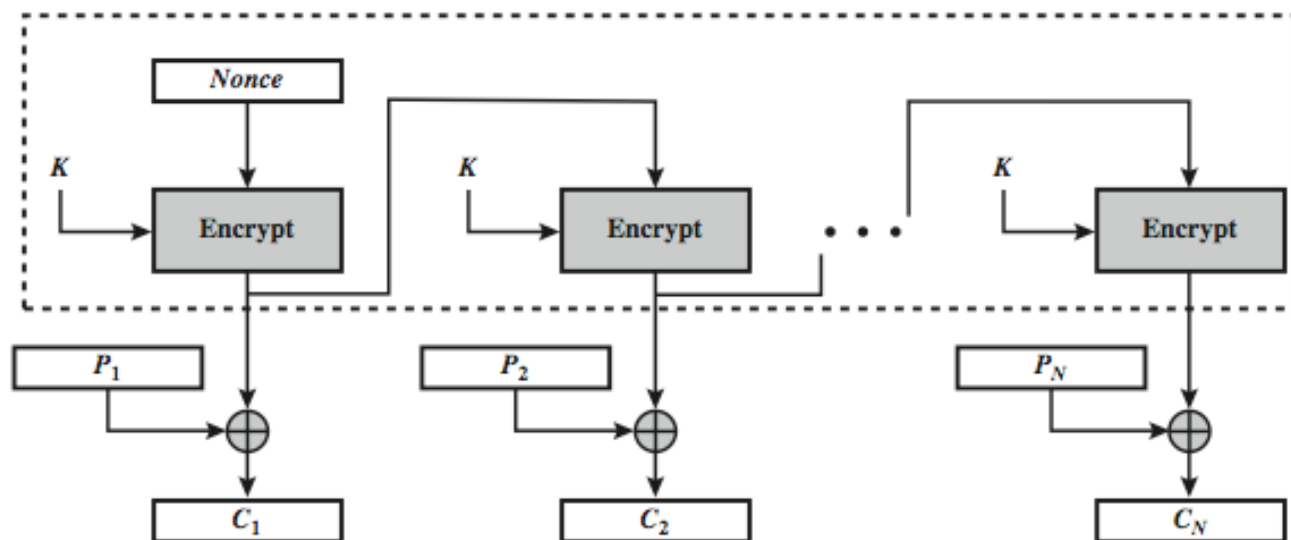 Nonce
K
K
K
Encrypt
Encrypt
• • •
Encrypt
P1
P2
PN
C1
C2
CN